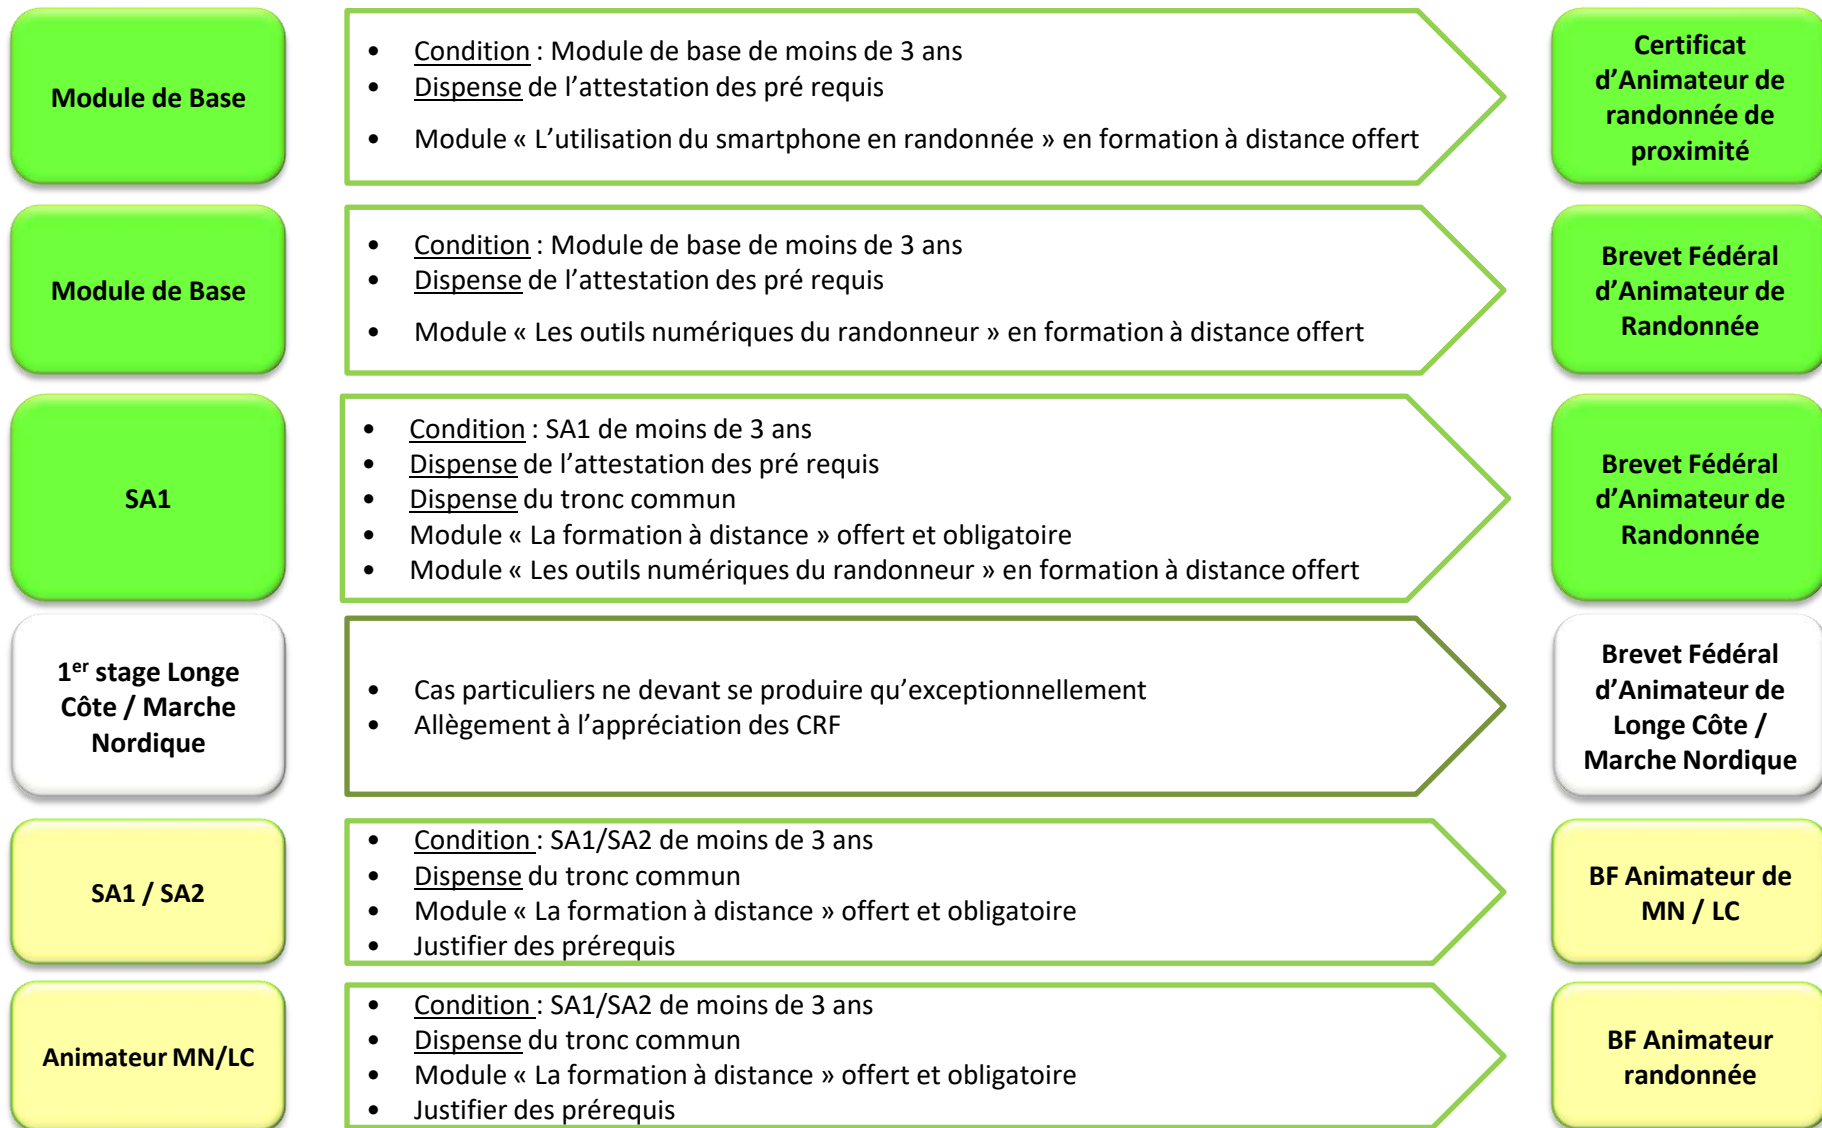 Module de Base
• Condition : Module de base de moins de 3 ans
• Dispense de l’attestation des pré requis
• Module « L’utilisation du smartphone en randonnée » en formation à distance offert
Certificat
d’Animateur de
randonnée de
proximité
Module de Base
• Condition : Module de base de moins de 3 ans
• Dispense de l’attestation des pré requis
• Module « Les outils numériques du randonneur » en formation à distance offert
Brevet Fédéral
d’Animateur de
Randonnée
SA1
• Condition : SA1 de moins de 3 ans
• Dispense de l’attestation des pré requis
• Dispense du tronc commun
• Module « La formation à distance » offert et obligatoire
• Module « Les outils numériques du randonneur » en formation à distance offert
Brevet Fédéral
d’Animateur de
Randonnée
1er stage Longe
Côte / Marche
Nordique
• Cas particuliers ne devant se produire qu’exceptionnellement
• Allègement à l’appréciation des CRF
Brevet Fédéral
d’Animateur de
Longe Côte /
Marche Nordique
SA1 / SA2
• Condition : SA1/SA2 de moins de 3 ans
• Dispense du tronc commun
• Module « La formation à distance » offert et obligatoire
• Justifier des prérequis
BF Animateur de
MN / LC
Animateur MN/LC
• Condition : SA1/SA2 de moins de 3 ans
• Dispense du tronc commun
• Module « La formation à distance » offert et obligatoire
• Justifier des prérequis
BF Animateur
randonnée